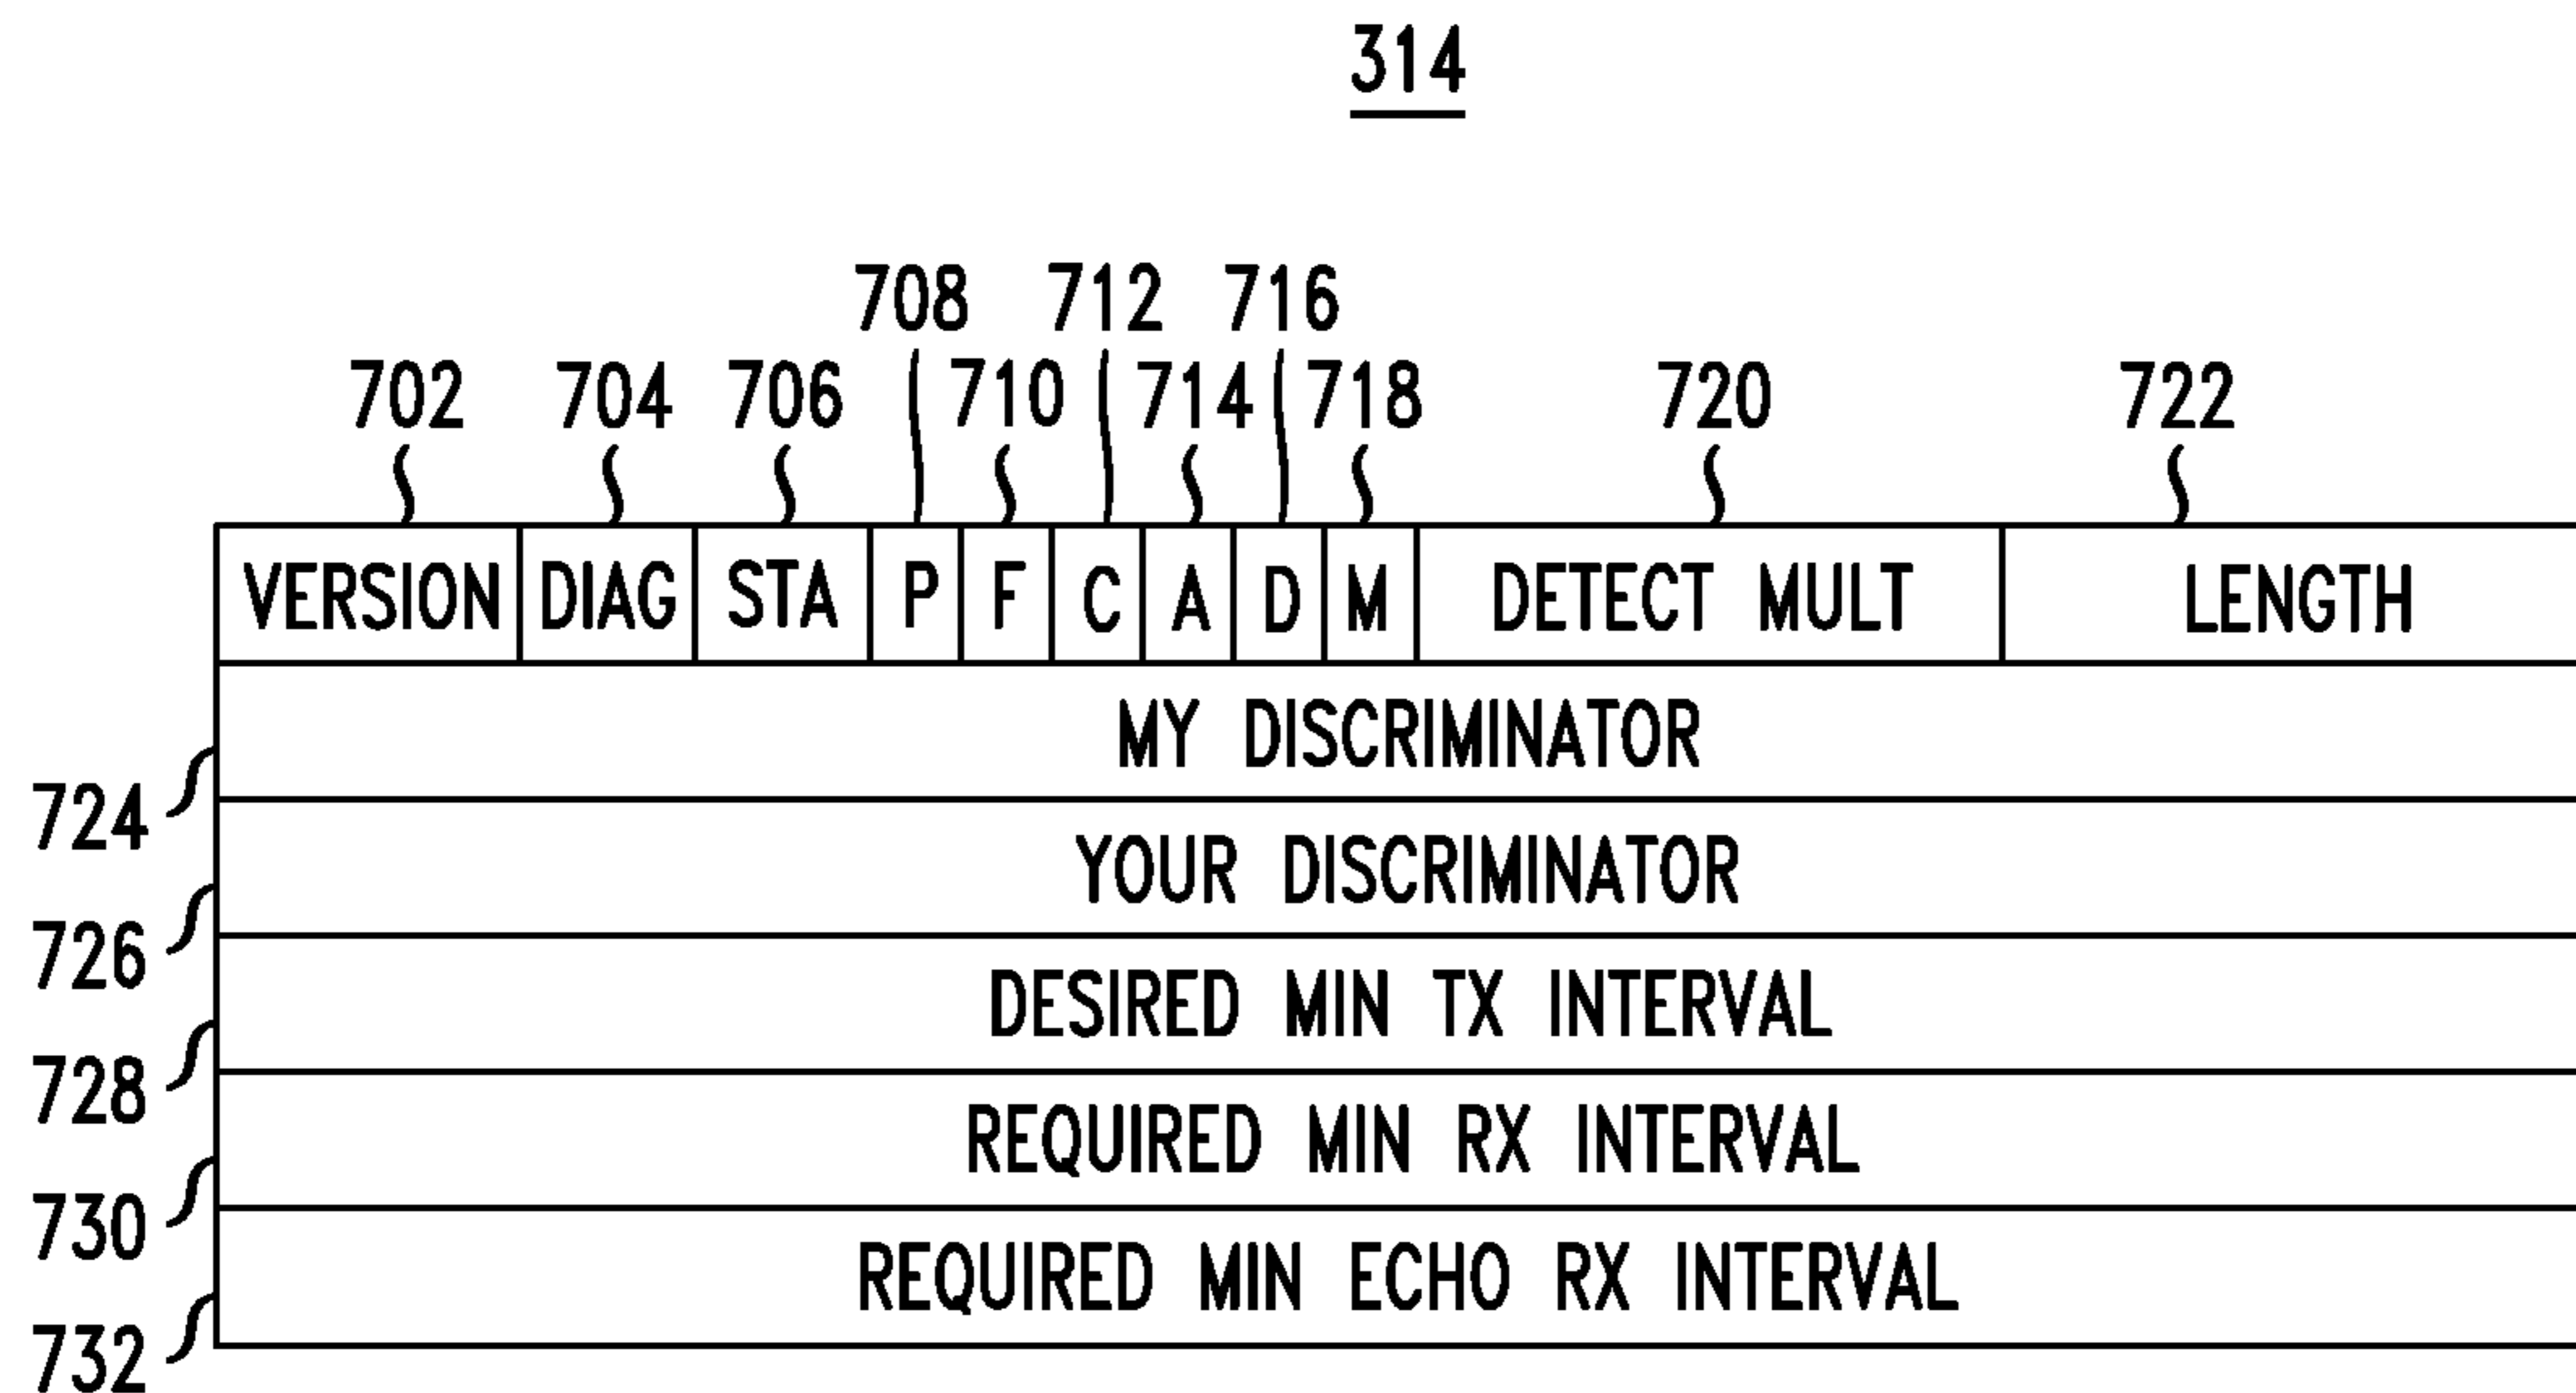 314
708 712 716
702 704 706 710 714 718 720 722
VERSION DIAG STA P F C A D M DETECT MULT LENGTH
MY DISCRIMINATOR
724
YOUR DISCRIMINATOR
726
DESIRED MIN TX INTERVAL
728
REQUIRED MIN RX INTERVAL
730
REQUIRED MIN ECHO RX INTERVAL
732